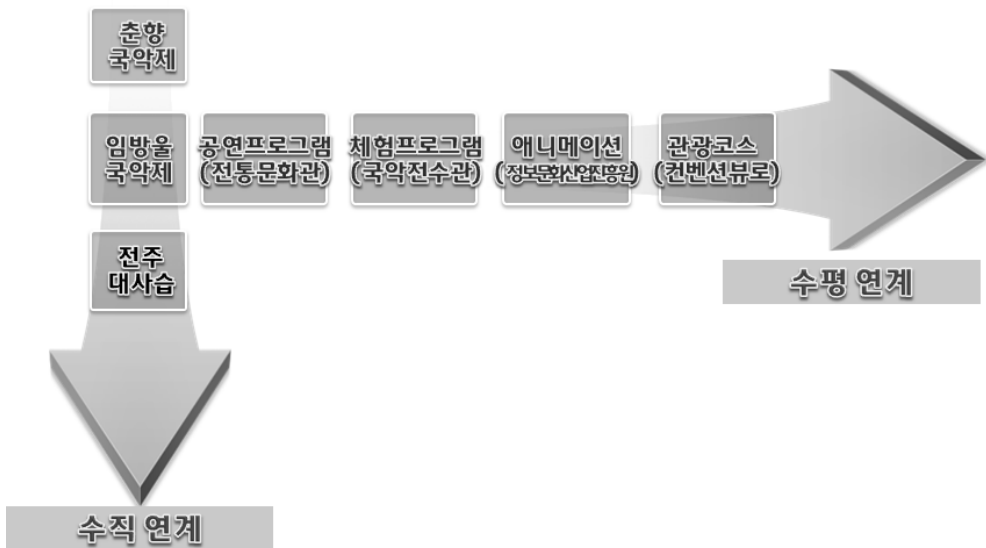 춘향
국악제
임방울
국악제
공연프로그램
(전통문화관)
체험프로그램
(국악전수관)
애니메이션
(정보문화산업진흥원)
관광코스
(컨벤션뷰로)
전주
대사습
수평 연계
수직 연계